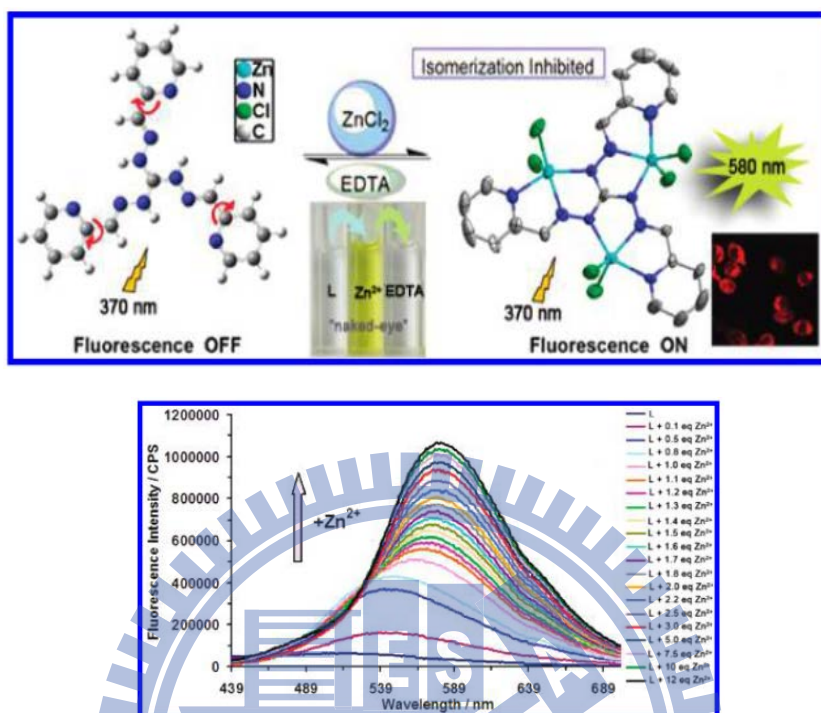 Zn
N
Cl
C
ZnCl2
EDTA
Isomerization Inhibited
580 nm
L Zn2+ EDTA
"naked-eye"
370 nm
370 nm
Fluorescence OFF
Fluorescence ON
Fluorescence Intensity / CPS
1200000
1000000
800000
600000
400000
200000
0
+Zn2+
439 489 539 589 639 689
Wavelength / nm
L
L + 0.1 eq Zn2+
L + 0.5 eq Zn2+
L + 0.8 eq Zn2+
L + 1.0 eq Zn2+
L + 1.1 eq Zn2+
L + 1.2 eq Zn2+
L + 1.3 eq Zn2+
L + 1.4 eq Zn2+
L + 1.5 eq Zn2+
L + 1.6 eq Zn2+
L + 1.7 eq Zn2+
L + 1.8 eq Zn2+
L + 2.0 eq Zn2+
L + 2.2 eq Zn2+
L + 2.5 eq Zn2+
L + 3.0 eq Zn2+
L + 5.0 eq Zn2+
L + 7.5 eq Zn2+
L + 10 eq Zn2+
L + 12 eq Zn2+